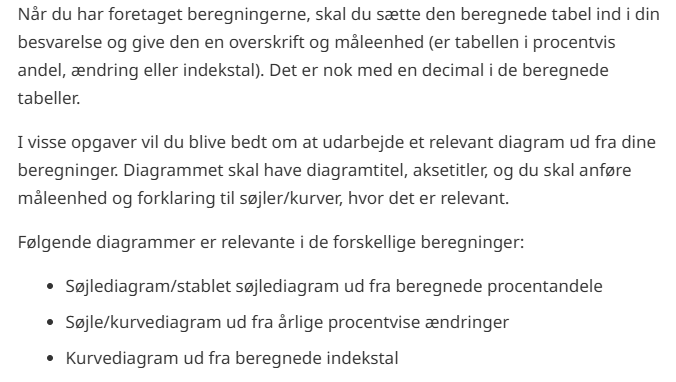 Når du har foretaget beregningerne, skal du sætte den beregnede tabel ind i din
besvarelse og give den en overskrift og måleenhed (er tabellen i procentvis
andel, ændring eller indekstal). Det er nok med en decimal i de beregnede
tabeller.
I visse opgaver vil du blive bedt om at udarbejde et relevant diagram ud fra dine
beregninger. Diagrammet skal have diagramtitel, aksetitler, og du skal anføre
måleenhed og forklaring til søjler/kurver, hvor det er relevant.
Følgende diagrammer er relevante i de forskellige beregninger:
• Søjlediagram/stablet søjlediagram ud fra beregnede procentandele
• Søjle/kurvediagram ud fra årlige procentvise ændringer
• Kurvediagram ud fra beregnede indekstal